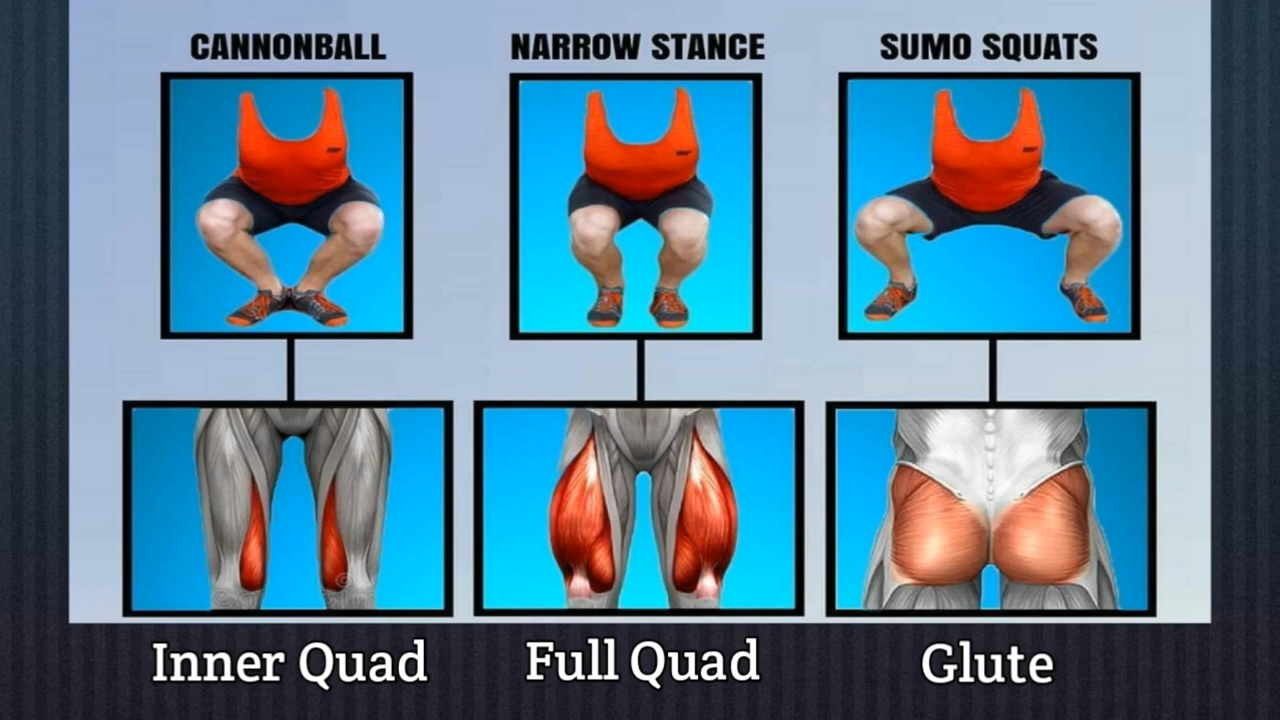 CANNONBALL
NARROW STANCE
SUMO SQUATS
Inner Quad
Full Quad
Glute